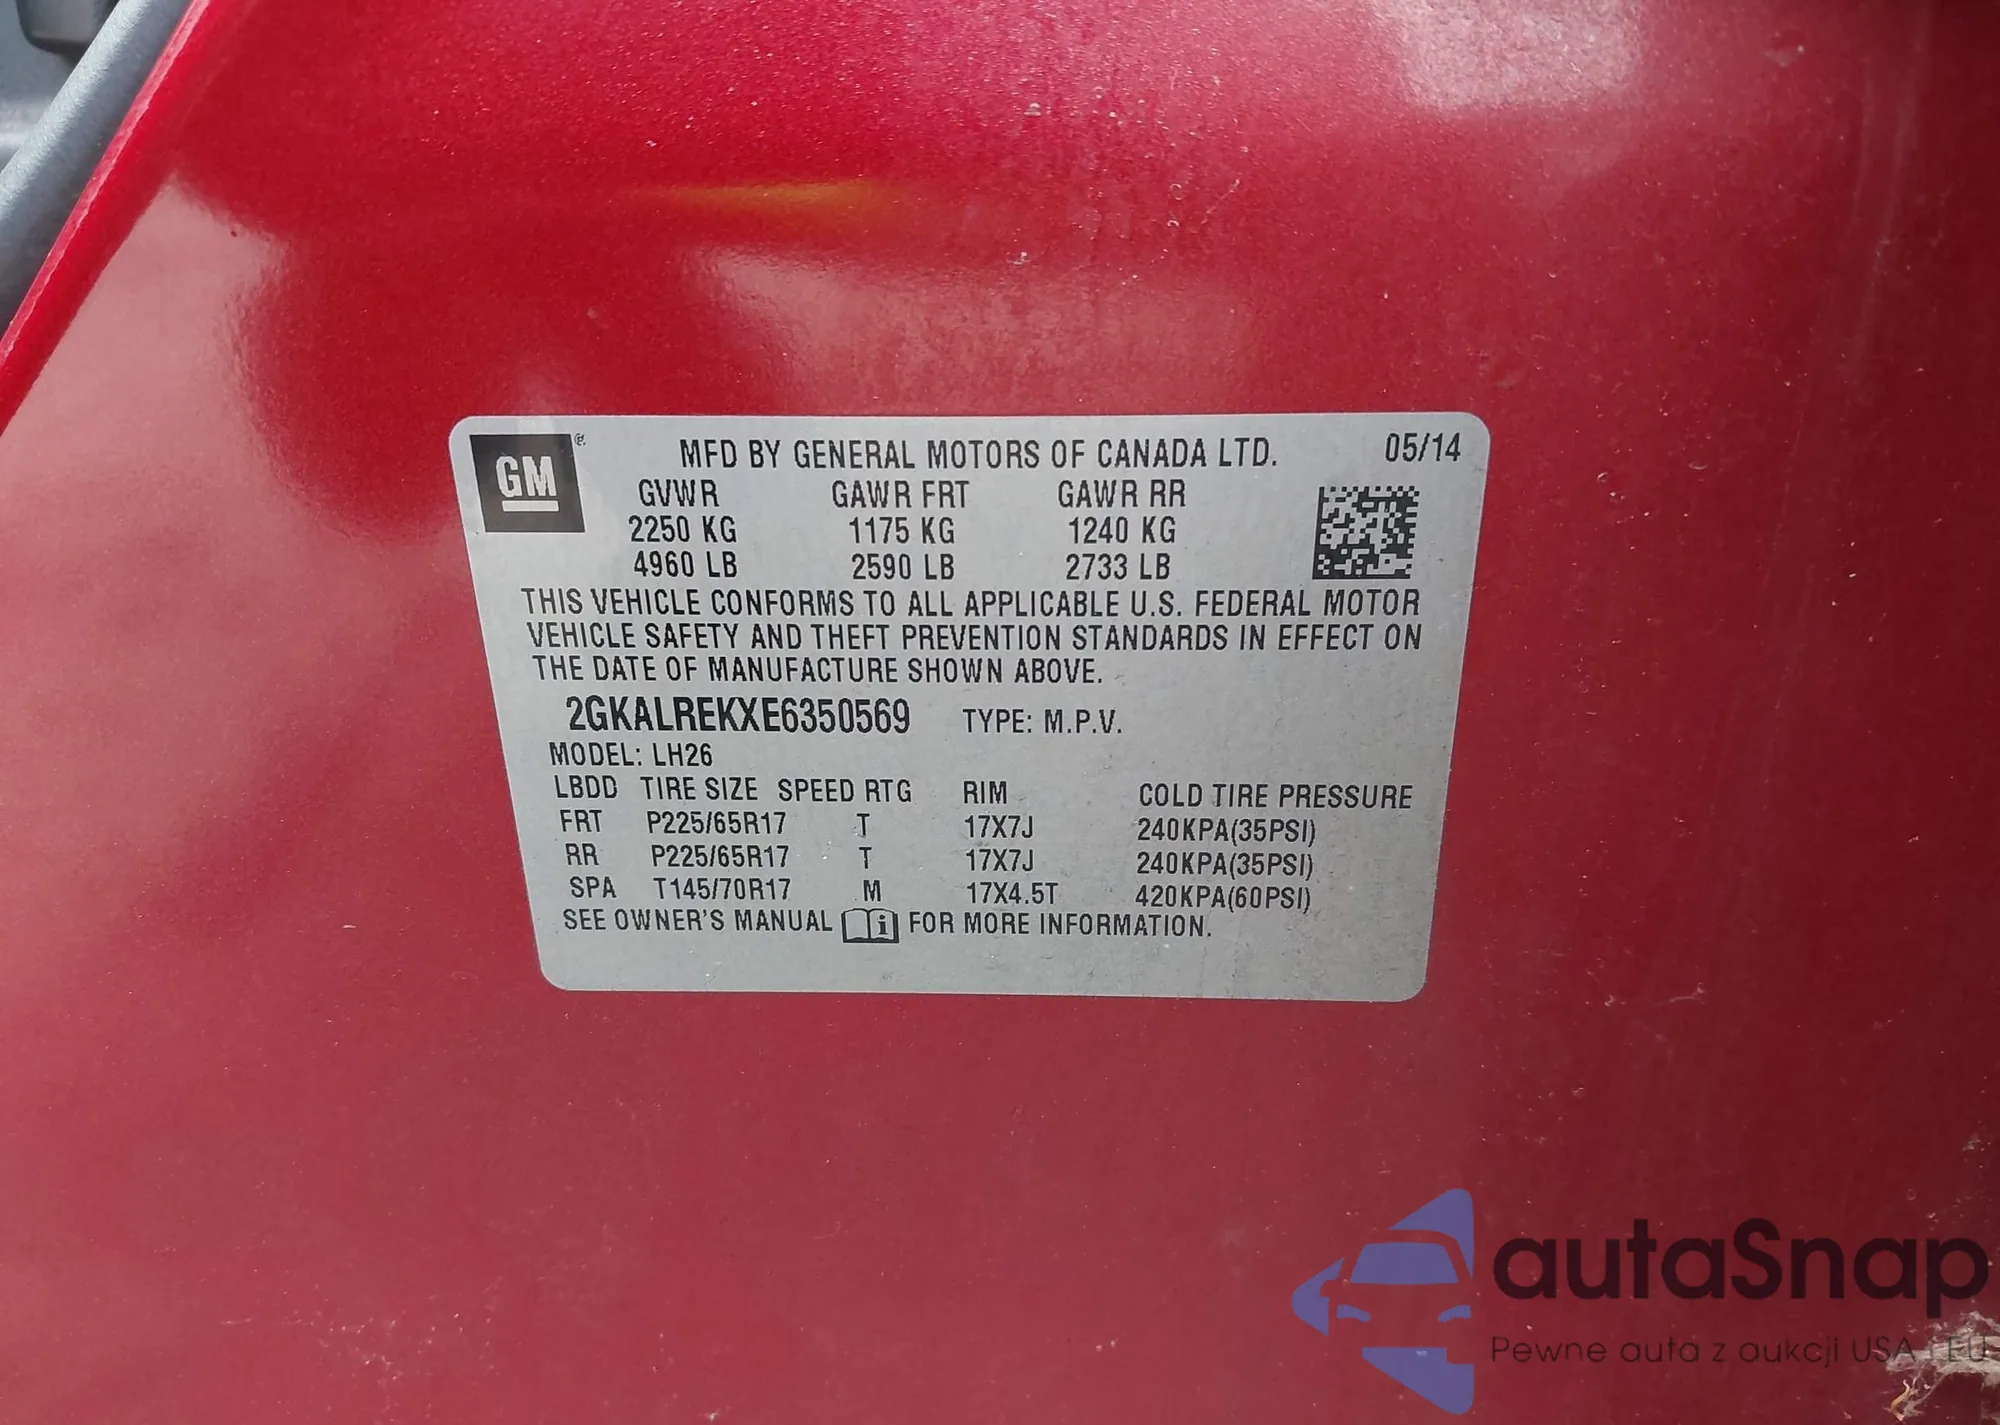 GM
MFD BY GENERAL MOTORS OF CANADA LTD. 05/14
GVWR GAWR FRT GAWR RR
2250 KG 1175 KG 1240 KG
4960 LB 2590 LB 2733 LB
THIS VEHICLE CONFORMS TO ALL APPLICABLE U.S. FEDERAL MOTOR
VEHICLE SAFETY AND THEFT PREVENTION STANDARDS IN EFFECT ON
THE DATE OF MANUFACTURE SHOWN ABOVE.
2GKALREKXE6350569 TYPE: M.P.V.
MODEL: LH26
LBDD TIRE SIZE SPEED RTG RIM COLD TIRE PRESSURE
FRT P225/65R17 T 17X7J 240KPA(35PSI)
RR P225/65R17 T 17X7J 240KPA(35PSI)
SPA T145/70R17 M 17X4.5T 420KPA(60PSI)
SEE OWNER'S MANUAL i FOR MORE INFORMATION.
autaSnap
Pewne auta z aukcji USA i EU